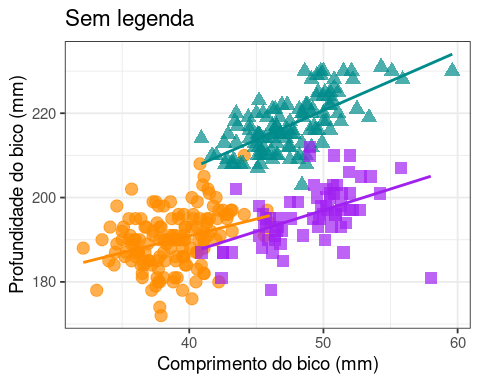 Sem legenda
Profundidade do bico (mm)
220
200
180
40
50
60
Comprimento do bico (mm)